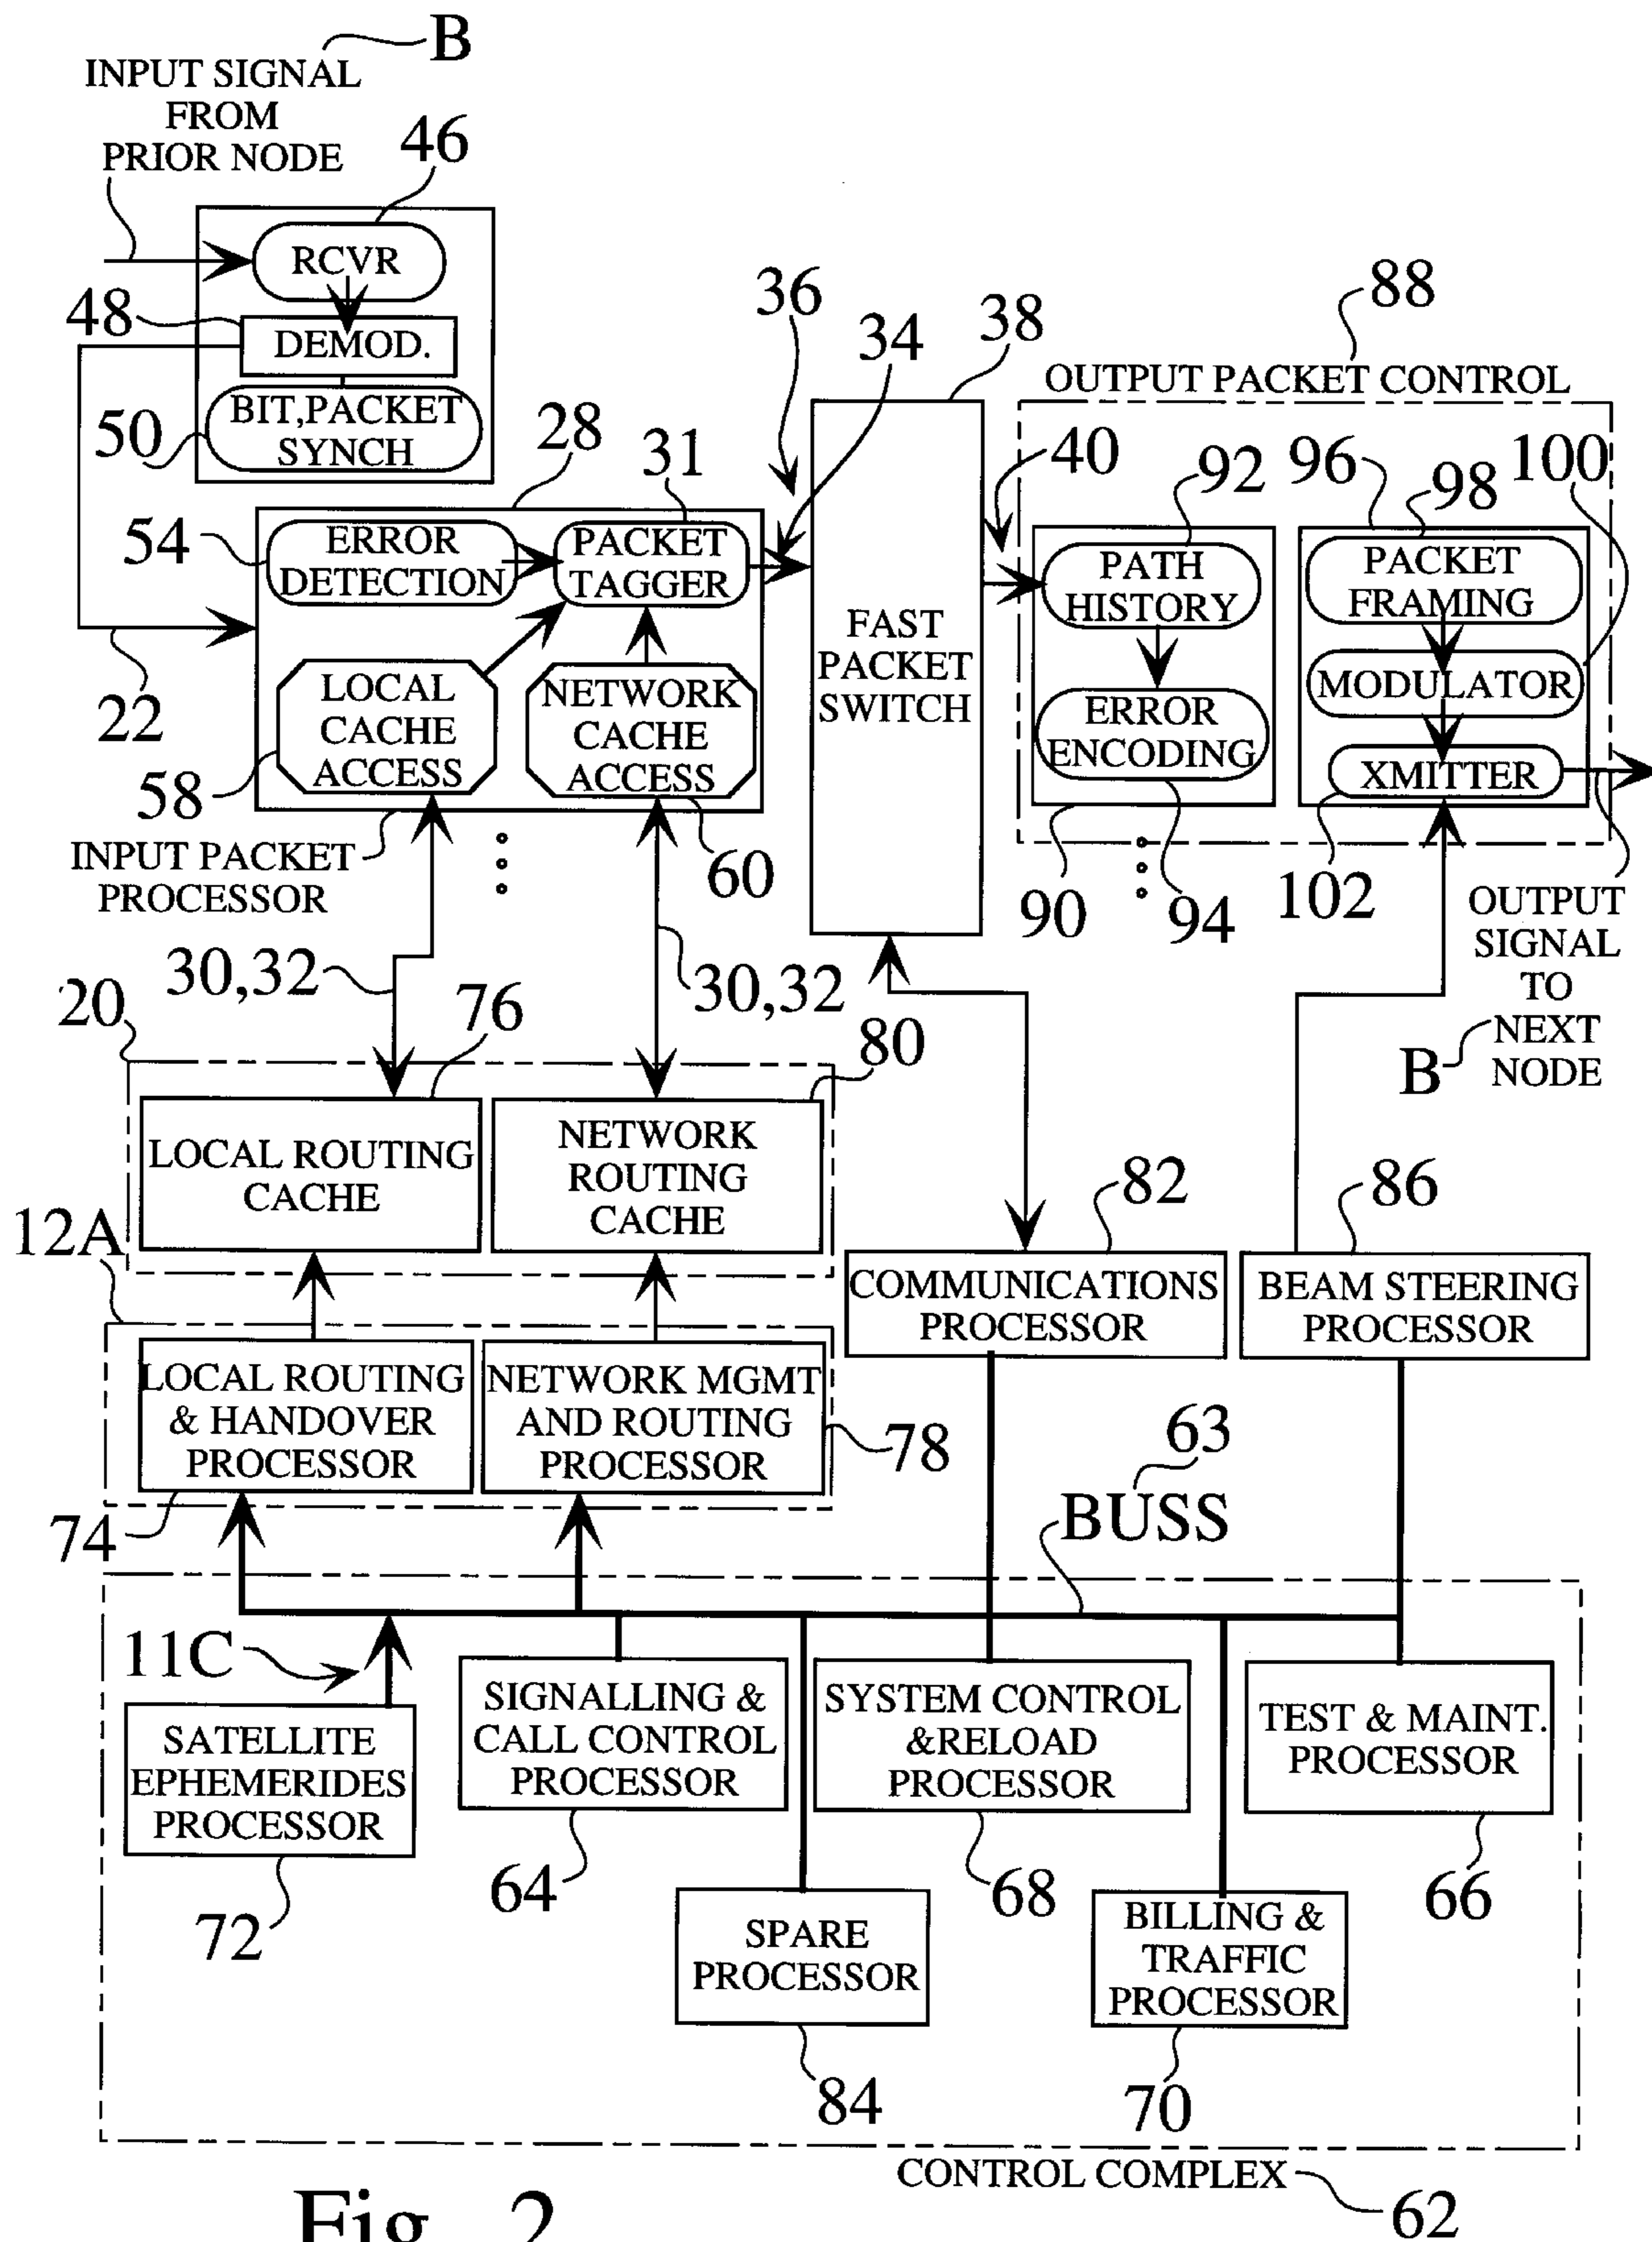 B
INPUT SIGNAL
FROM
PRIOR NODE
46
RCVR
48
DEMOD.
50
BIT,PACKET
SYNCH
28
31
36
34
38
88
OUTPUT PACKET CONTROL
40
92
96
98
100
54
ERROR
DETECTION
PACKET
TAGGER
22
LOCAL
CACHE
ACCESS
58
NETWORK
CACHE
ACCESS
60
INPUT PACKET
PROCESSOR
FAST
PACKET
SWITCH
PATH
HISTORY
ERROR
ENCODING
90
94
PACKET
FRAMING
MODULATOR
XMITTER
102
OUTPUT
SIGNAL
TO
NEXT
NODE
B
30,32
30,32
20
76
80
LOCAL ROUTING
CACHE
NETWORK
ROUTING
CACHE
12A
82
86
COMMUNICATIONS
PROCESSOR
BEAM STEERING
PROCESSOR
LOCAL ROUTING
& HANDOVER
PROCESSOR
NETWORK MGMT
AND ROUTING
PROCESSOR
78
74
63
BUSS
11C
SATELLITE
EPHEMERIDES
PROCESSOR
72
SIGNALLING &
CALL CONTROL
PROCESSOR
64
SYSTEM CONTROL
&RELOAD
PROCESSOR
68
TEST & MAINT.
PROCESSOR
66
SPARE
PROCESSOR
84
BILLING &
TRAFFIC
PROCESSOR
70
CONTROL COMPLEX
62
Fig. 2